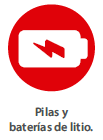 Pilas y
baterías de litio.